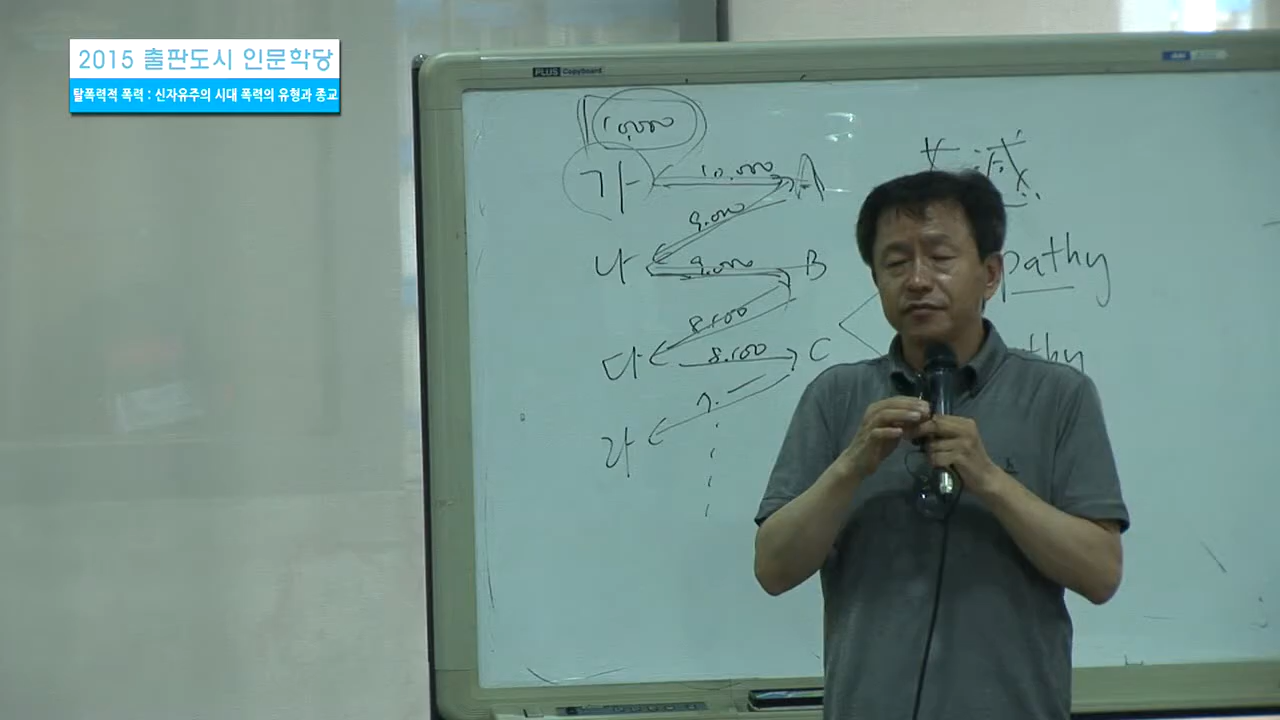 2015 출판도시 인문학당
탈폭력적 폭력 : 신자유주의 시대 폭력의 유형과 종교
PLUS Copyboard
10,000
가 10,000 A
9.000
나 9.000 B
8.100
다 8.100 C
7.
라
感
pathy
thy